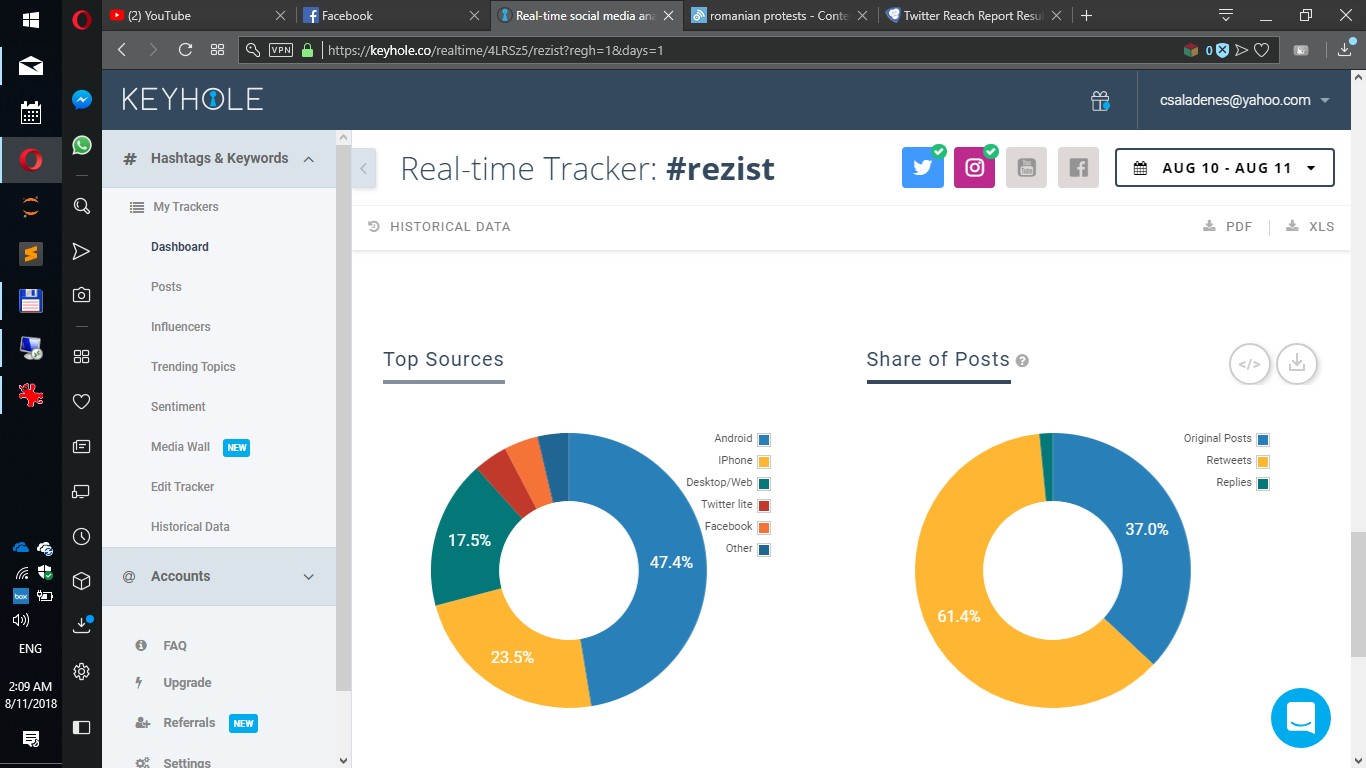 (2) YouTube
Facebook
Real-time social media ana
romanian protests - Conte
Twitter Reach Report Resu
VPN
https://keyhole.co/realtime/4LRSz5/rezist?regh=1&days=1
0
KEYHOLE
csaladenes@yahoo.com
# Hashtags & Keywords
My Trackers
Dashboard
Posts
Influencers
Trending Topics
Sentiment
Media Wall NEW
Edit Tracker
Historical Data
@ Accounts
FAQ
Upgrade
Referrals NEW
Settings
Real-time Tracker: #rezist
You Tube
AUG 10 - AUG 11
HISTORICAL DATA
PDF
XLS
Top Sources
Android
IPhone
Desktop/Web
Twitter lite
Facebook
Other
47.4%
23.5%
17.5%
Share of Posts ?
</>
Original Posts
Retweets
Replies
37.0%
61.4%
box
ENG
2:09 AM
8/11/2018